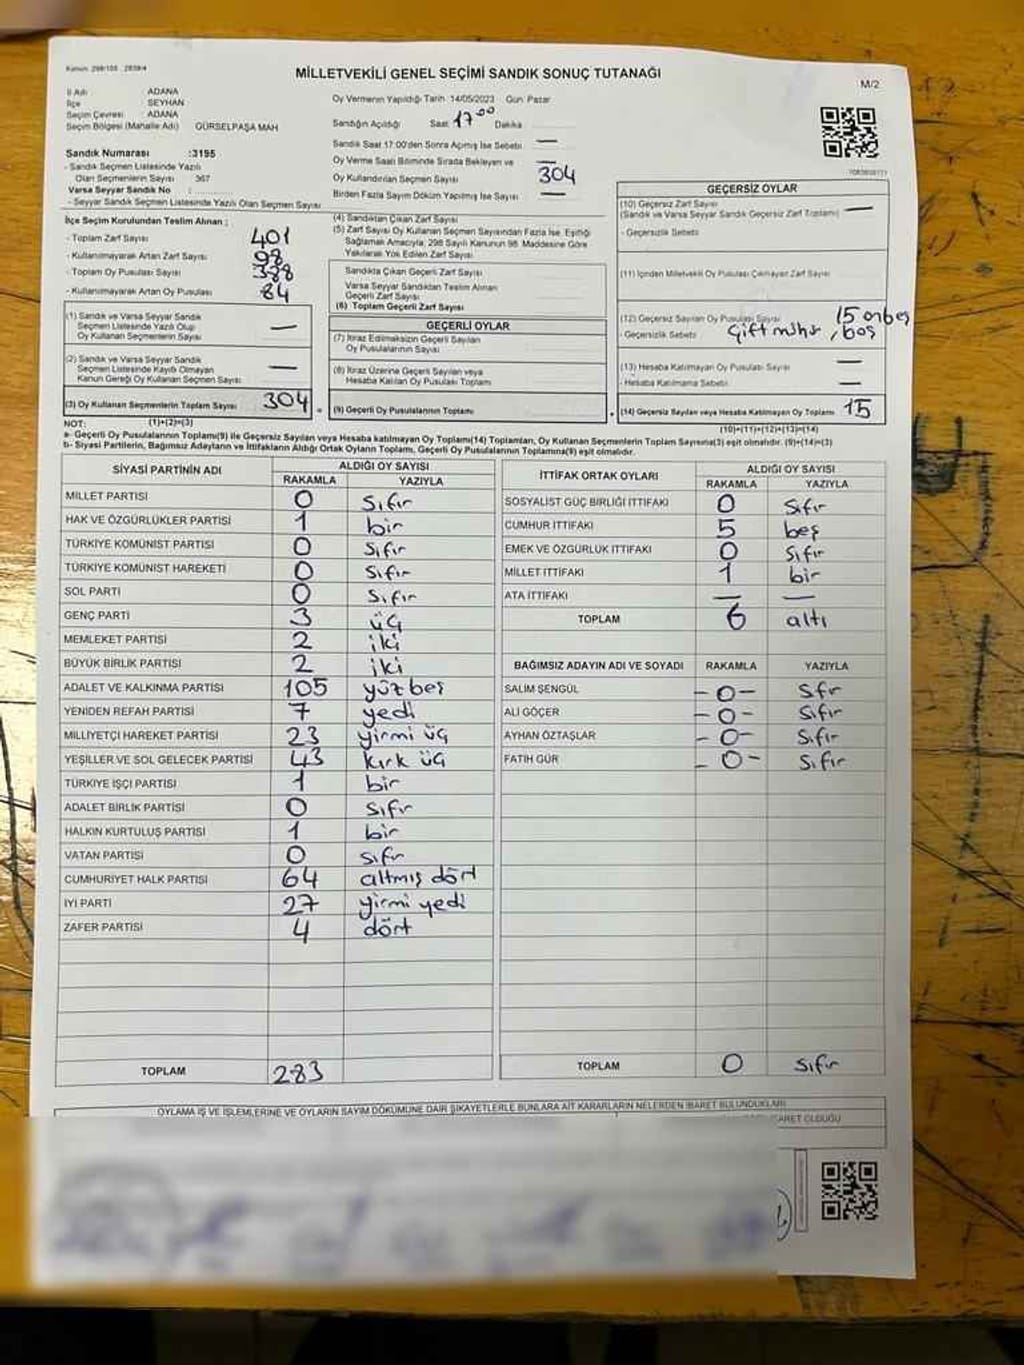 Kanun: 298/105 , 2839/4
MİLLETVEKİLİ GENEL SEÇİMİ SANDIK SONUÇ TUTANAĞI
M/2
İl Adı : ADANA
İlçe : SEYHAN
Seçim Çevresi : ADANA
Seçim Bölgesi (Mahalle Adı) GÜRSELPAŞA MAH
Sandık Numarası :3195
- Sandık Seçmen Listesinde Yazılı
Olan Seçmenlerin Sayısı 367
Varsa Seyyar Sandık No :
- Seyyar Sandık Seçmen Listesinde Yazılı Olan Seçmen Sayısı
Oy Vermenin Yapıldığı Tarih 14/05/2023 Gün Pazar
Sandığın Açıldığı Saat 17.00 Dakika
Sandık Saat 17:00'den Sonra Açılmış İse Sebebi —
Oy Verme Saati Bitiminde Sırada Bekleyen ve —
Oy Kullandırılan Seçmen Sayısı 304
Birden Fazla Sayım Döküm Yapılmış İse Sayısı —
İlçe Seçim Kurulundan Teslim Alınan :
- Toplam Zarf Sayısı 401
- Kullanılmayarak Artan Zarf Sayısı 98
- Toplam Oy Pusulası Sayısı 388
- Kullanılmayarak Artan Oy Pusulası 84
(1) Sandık ve Varsa Seyyar Sandık
Seçmen Listesinde Yazılı Olup
Oy Kullanan Seçmenlerin Sayısı —
(2) Sandık ve Varsa Seyyar Sandık
Seçmen Listesinde Kayıtlı Olmayan
Kanun Gereği Oy Kullanan Seçmen Sayısı —
(3) Oy Kullanan Seçmenlerin Toplam Sayısı 304
(1)+(2)=(3)
(4) Sandıktan Çıkan Zarf Sayısı
(5) Zarf Sayısı Oy Kullanan Seçmen Sayısından Fazla İse, Eşitliği
Sağlamak Amacıyla, 298 Sayılı Kanunun 98. Maddesine Göre
Yakılarak Yok Edilen Zarf Sayısı
Sandıkta Çıkan Geçerli Zarf Sayısı
Varsa Seyyar Sandıktan Teslim Alınan
Geçerli Zarf Sayısı
(6) Toplam Geçerli Zarf Sayısı
GEÇERLİ OYLAR
(7) İtiraz Edilmeksizin Geçerli Sayılan
Oy Pusulalarının Sayısı
(8) İtiraz Üzerine Geçerli Sayılan veya
Hesaba Katılan Oy Pusulası Toplamı
(9) Geçerli Oy Pusulalarının Toplamı
GEÇERSİZ OYLAR
(10) Geçersiz Zarf Sayısı
(Sandık ve Varsa Seyyar Sandık Geçersiz Zarf Toplamı) —
- Geçersizlik Sebebi
(11) İçinden Milletvekili Oy Pusulası Çıkmayan Zarf Sayısı
(12) Geçersiz Sayılan Oy Pusulası Sayısı 15 onbeş
- Geçersizlik Sebebi Çift mühür, boş
(13) Hesaba Katılmayan Oy Pusulası Sayısı —
- Hesaba Katılmama Sebebi —
(14) Geçersiz Sayılan veya Hesaba Katılmayan Oy Toplamı 15
(10)+(11)+(12)+(13)=(14)
NOT:
a- Geçerli Oy Pusulalarının Toplamı(9) ile Geçersiz Sayılan veya Hesaba katılmayan Oy Toplamı(14) Toplamları, Oy Kullanan Seçmenlerin Toplam Sayısına(3) eşit olmalıdır. (9)+(14)=(3)
b- Siyasi Partilerin, Bağımsız Adayların ve İttifakların Aldığı Ortak Oyların Toplamı, Geçerli Oy Pusulalarının Toplamına(9) eşit olmalıdır.
SİYASİ PARTİNİN ADI ALDIĞI OY SAYISI
RAKAMLA YAZIYLA
MİLLET PARTİSİ 0 Sıfır
HAK VE ÖZGÜRLÜKLER PARTİSİ 1 bir
TÜRKİYE KOMÜNİST PARTİSİ 0 Sıfır
TÜRKİYE KOMÜNİST HAREKETİ 0 Sıfır
SOL PARTİ 0 Sıfır
GENÇ PARTİ 3 üç
MEMLEKET PARTİSİ 2 iki
BÜYÜK BİRLİK PARTİSİ 2 iki
ADALET VE KALKINMA PARTİSİ 105 yüz beş
YENİDEN REFAH PARTİSİ 7 yedi
MİLLİYETÇİ HAREKET PARTİSİ 23 yirmi üç
YEŞİLLER VE SOL GELECEK PARTİSİ 43 kırk üç
TÜRKİYE İŞÇİ PARTİSİ 1 bir
ADALET BİRLİK PARTİSİ 0 Sıfır
HALKIN KURTULUŞ PARTİSİ 1 bir
VATAN PARTİSİ 0 sıfır
CUMHURİYET HALK PARTİSİ 64 altmış dört
İYİ PARTİ 27 yirmi yedi
ZAFER PARTİSİ 4 dört
TOPLAM 283
İTTİFAK ORTAK OYLARI ALDIĞI OY SAYISI
RAKAMLA YAZIYLA
SOSYALİST GÜÇ BİRLİĞİ İTTİFAKI 0 Sıfır
CUMHUR İTTİFAKI 5 beş
EMEK VE ÖZGÜRLÜK İTTİFAKI 0 Sıfır
MİLLET İTTİFAKI 1 bir
ATA İTTİFAKI — —
TOPLAM 6 altı
BAĞIMSIZ ADAYIN ADI VE SOYADI RAKAMLA YAZIYLA
SALİM ŞENGÜL -0- Sfır
ALİ GÖÇER -0- Sıfır
AYHAN ÖZTAŞLAR -0- Sıfır
FATİH GÜR -0- Sıfır
TOPLAM 0 Sıfır
OYLAMA İŞ VE İŞLEMLERİNE VE OYLARIN SAYIM DÖKÜMÜNE DAİR ŞİKAYETLERLE BUNLARA AİT KARARLARIN NELERDEN İBARET BULUNDUKLARI
BARET OLDUĞU